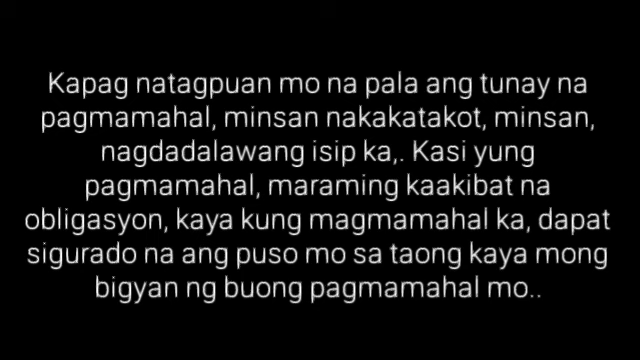 Kapag natagpuan mo na pala ang tunay na
pagmamahal, minsan nakakatakot, minsan,
nagdadalawang isip ka,. Kasi yung
pagmamahal, maraming kaakibat na
obligasyon, kaya kung magmamahal ka, dapat
sigurado na ang puso mo sa taong kaya mong
bigyan ng buong pagmamahal mo..